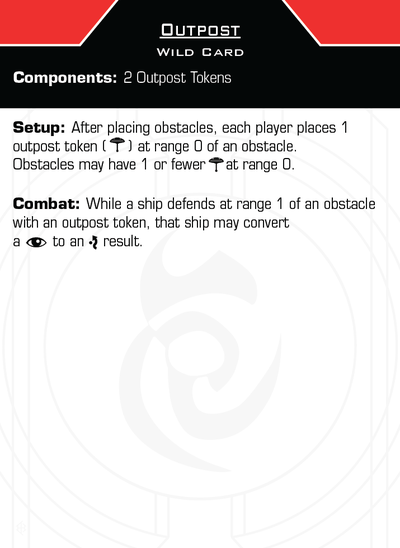 Outpost
Wild Card
Components: 2 Outpost Tokens
Setup: After placing obstacles, each player places 1
outpost token ( ) at range 0 of an obstacle.
Obstacles may have 1 or fewer at range 0.
Combat: While a ship defends at range 1 of an obstacle
with an outpost token, that ship may convert
a to an result.